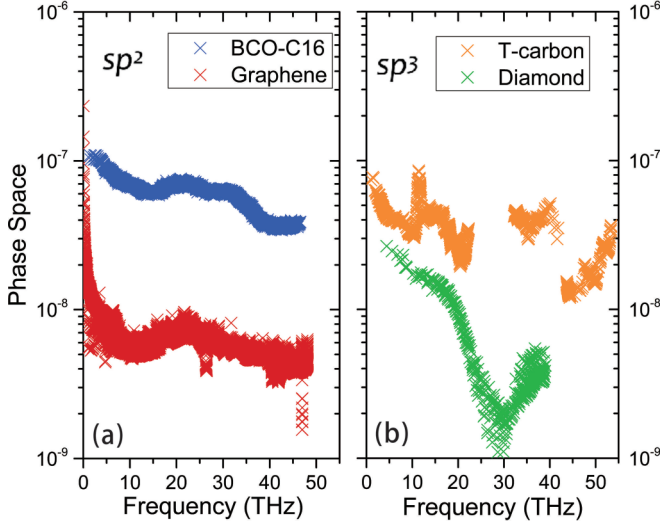 10⁻⁶
10⁻⁷
10⁻⁸
10⁻⁹
Phase Space
sp²
BCO-C16
Graphene
(a)
0 10 20 30 40 50
Frequency (THz)
sp3
T-carbon
Diamond
(b)
0 10 20 30 40 50
Frequency (THz)
10⁻⁶
10⁻⁷
10⁻⁸
10⁻⁹